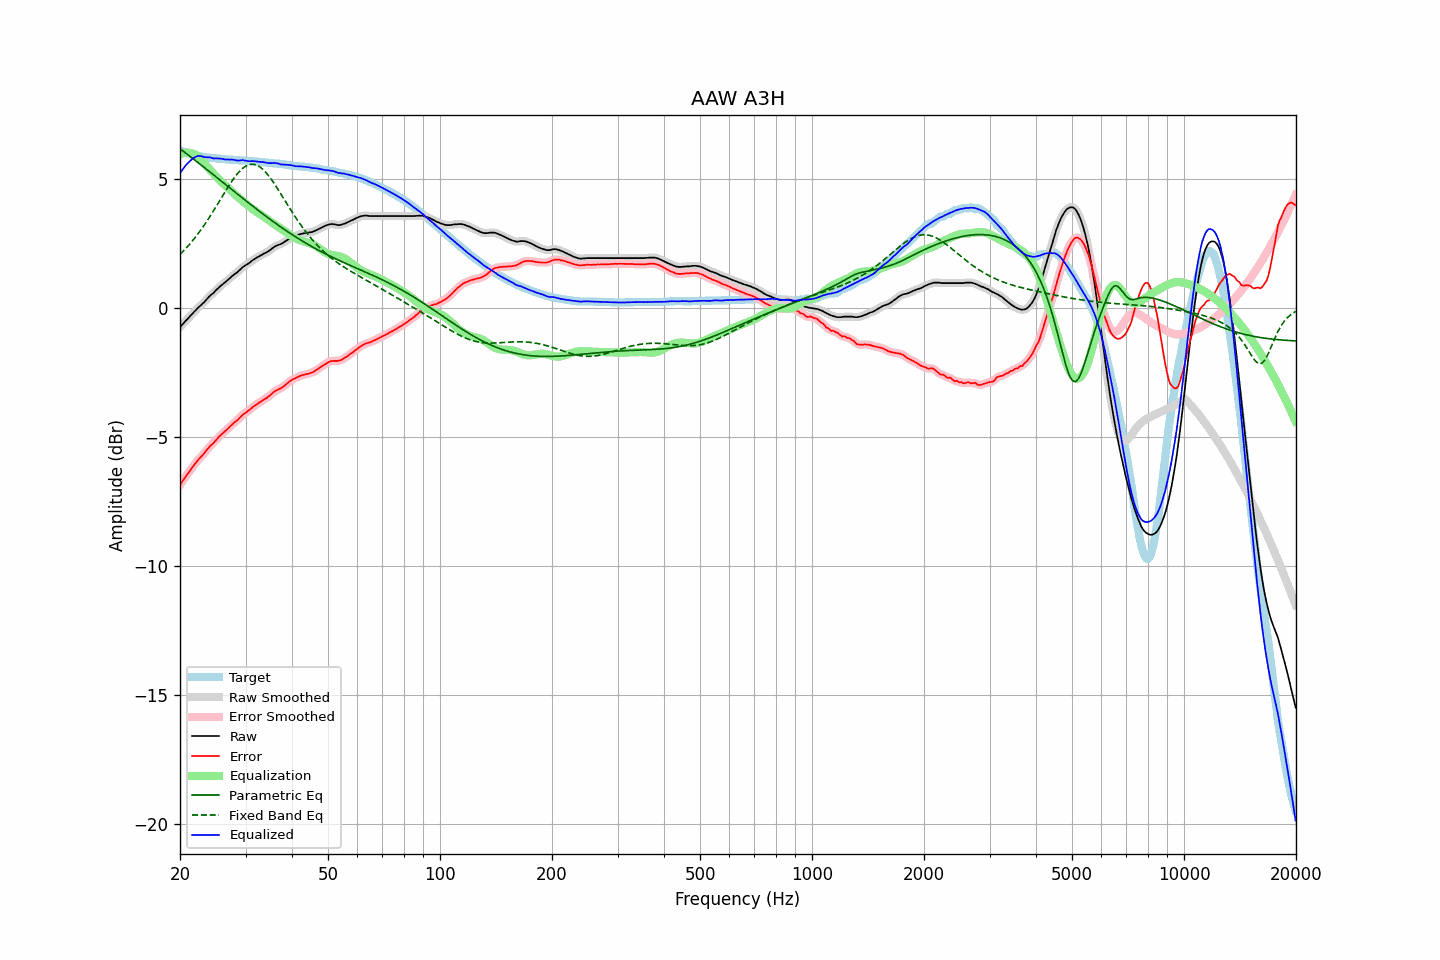 AAW A3H
Amplitude (dBr)
5
0
−5
−10
−15
−20
Target
Raw Smoothed
Error Smoothed
Raw
Error
Equalization
Parametric Eq
Fixed Band Eq
Equalized
20 50 100 200 500 1000 2000 5000 10000 20000
Frequency (Hz)